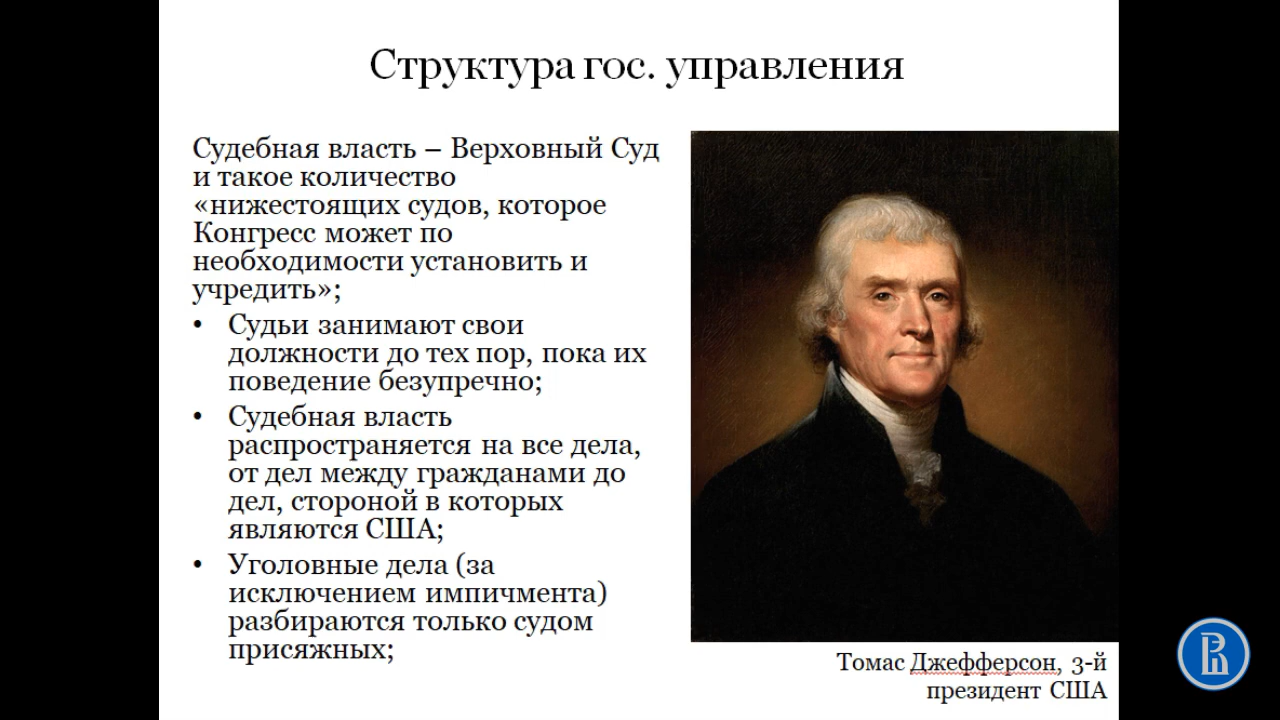 Структура гос. управления
Судебная власть – Верховный Суд
и такое количество
«нижестоящих судов, которое
Конгресс может по
необходимости установить и
учредить»;
• Судьи занимают свои
должности до тех пор, пока их
поведение безупречно;
• Судебная власть
распространяется на все дела,
от дел между гражданами до
дел, стороной в которых
являются США;
• Уголовные дела (за
исключением импичмента)
разбираются только судом
присяжных;
Томас Джефферсон, 3-й
президент США